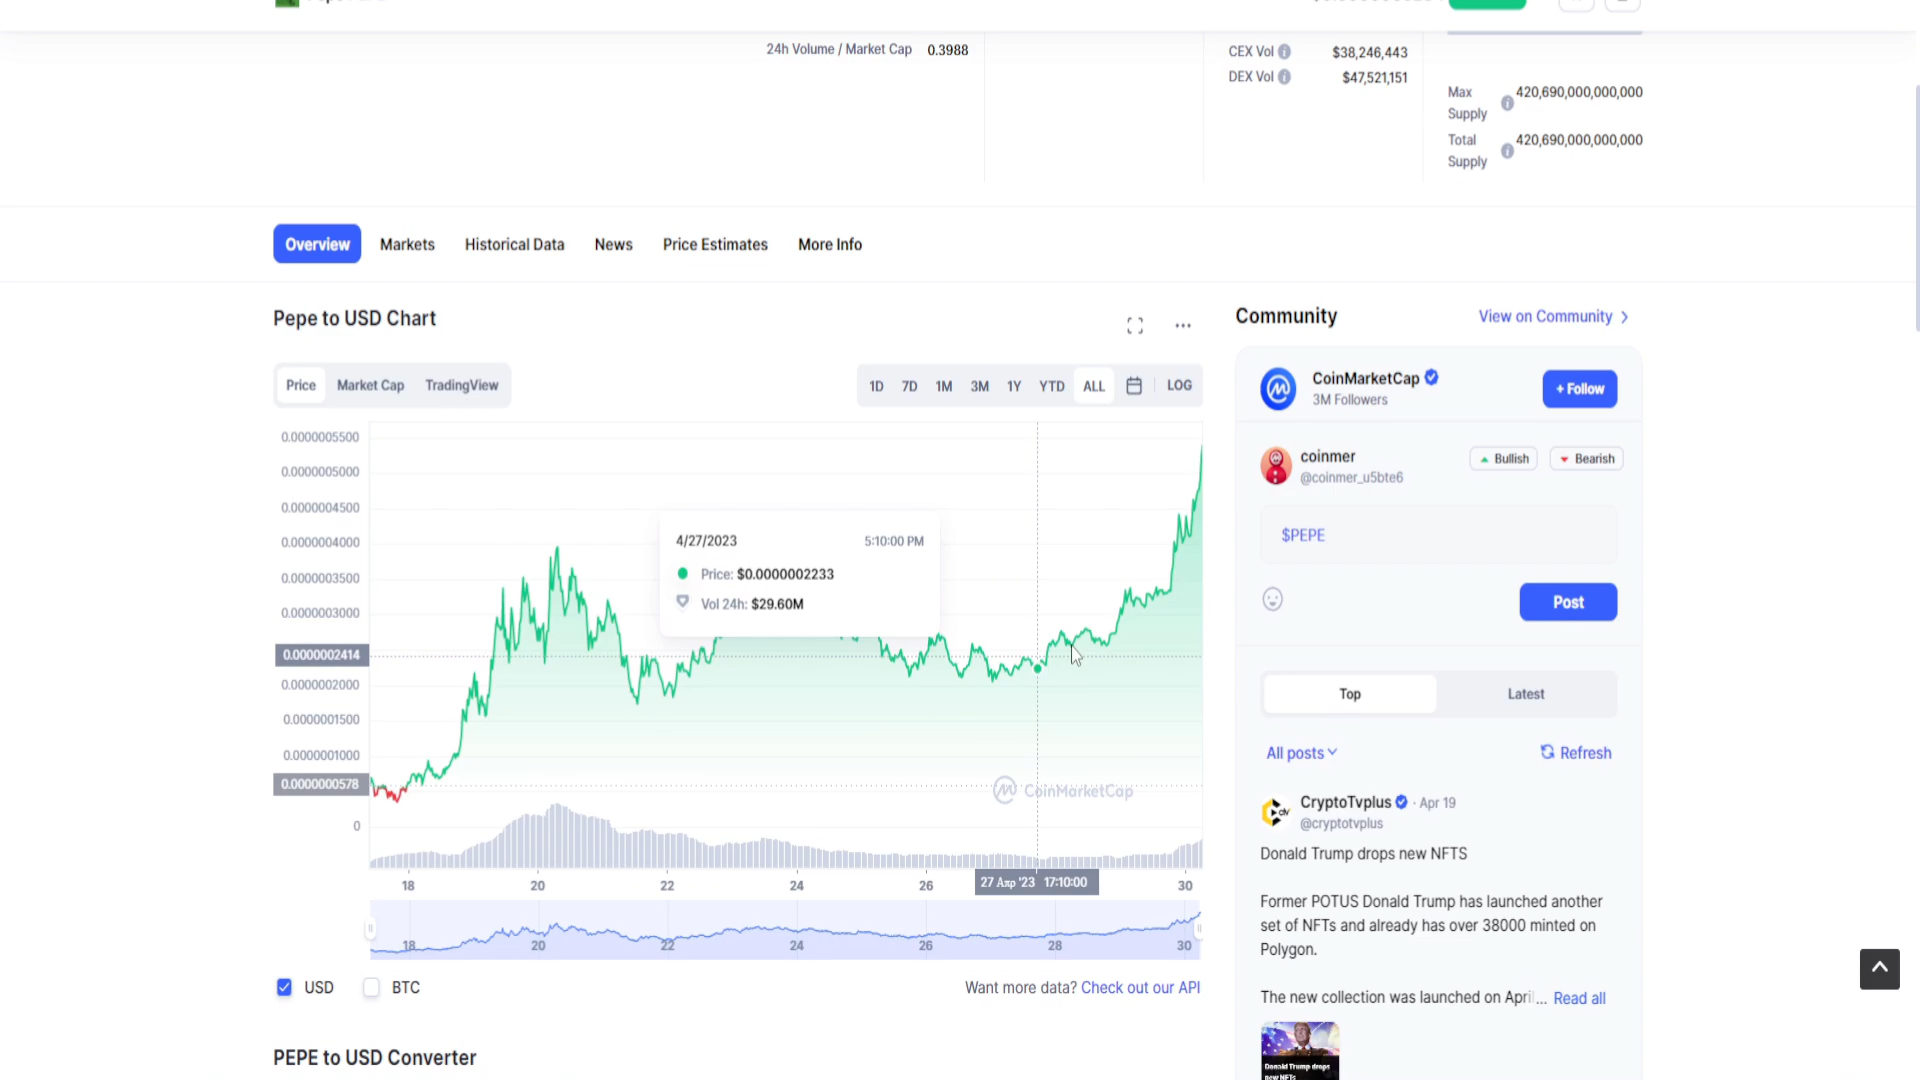 24h Volume / Market Cap 0.3988
CEX Vol $38,246,443
DEX Vol $47,521,151
Max Supply 420,690,000,000,000
Total Supply 420,690,000,000,000
Overview Markets Historical Data News Price Estimates More Info
Pepe to USD Chart
Price Market Cap TradingView
1D 7D 1M 3M 1Y YTD ALL LOG
0.0000005500
0.0000005000
0.0000004500
0.0000004000
0.0000003500
0.0000003000
0.0000002414
0.0000002000
0.0000001500
0.0000001000
0.0000000578
0
4/27/2023 5:10:00 PM
Price: $0.0000002233
Vol 24h: $29.60M
CoinMarketCap
18 20 22 24 26 27 Апр '23 17:10:00 30
18 20 22 24 26 28 30
USD BTC
Want more data? Check out our API
PEPE to USD Converter
Community View on Community
CoinMarketCap
3M Followers
+ Follow
coinmer
@coinmer_u5bte6
Bullish Bearish
$PEPE
Post
Top Latest
All posts Refresh
CryptoTvplus · Apr 19
@cryptotvplus
Donald Trump drops new NFTS
Former POTUS Donald Trump has launched another
set of NFTs and already has over 38000 minted on
Polygon.
The new collection was launched on April... Read all
Donald Trump drops
new NFTs